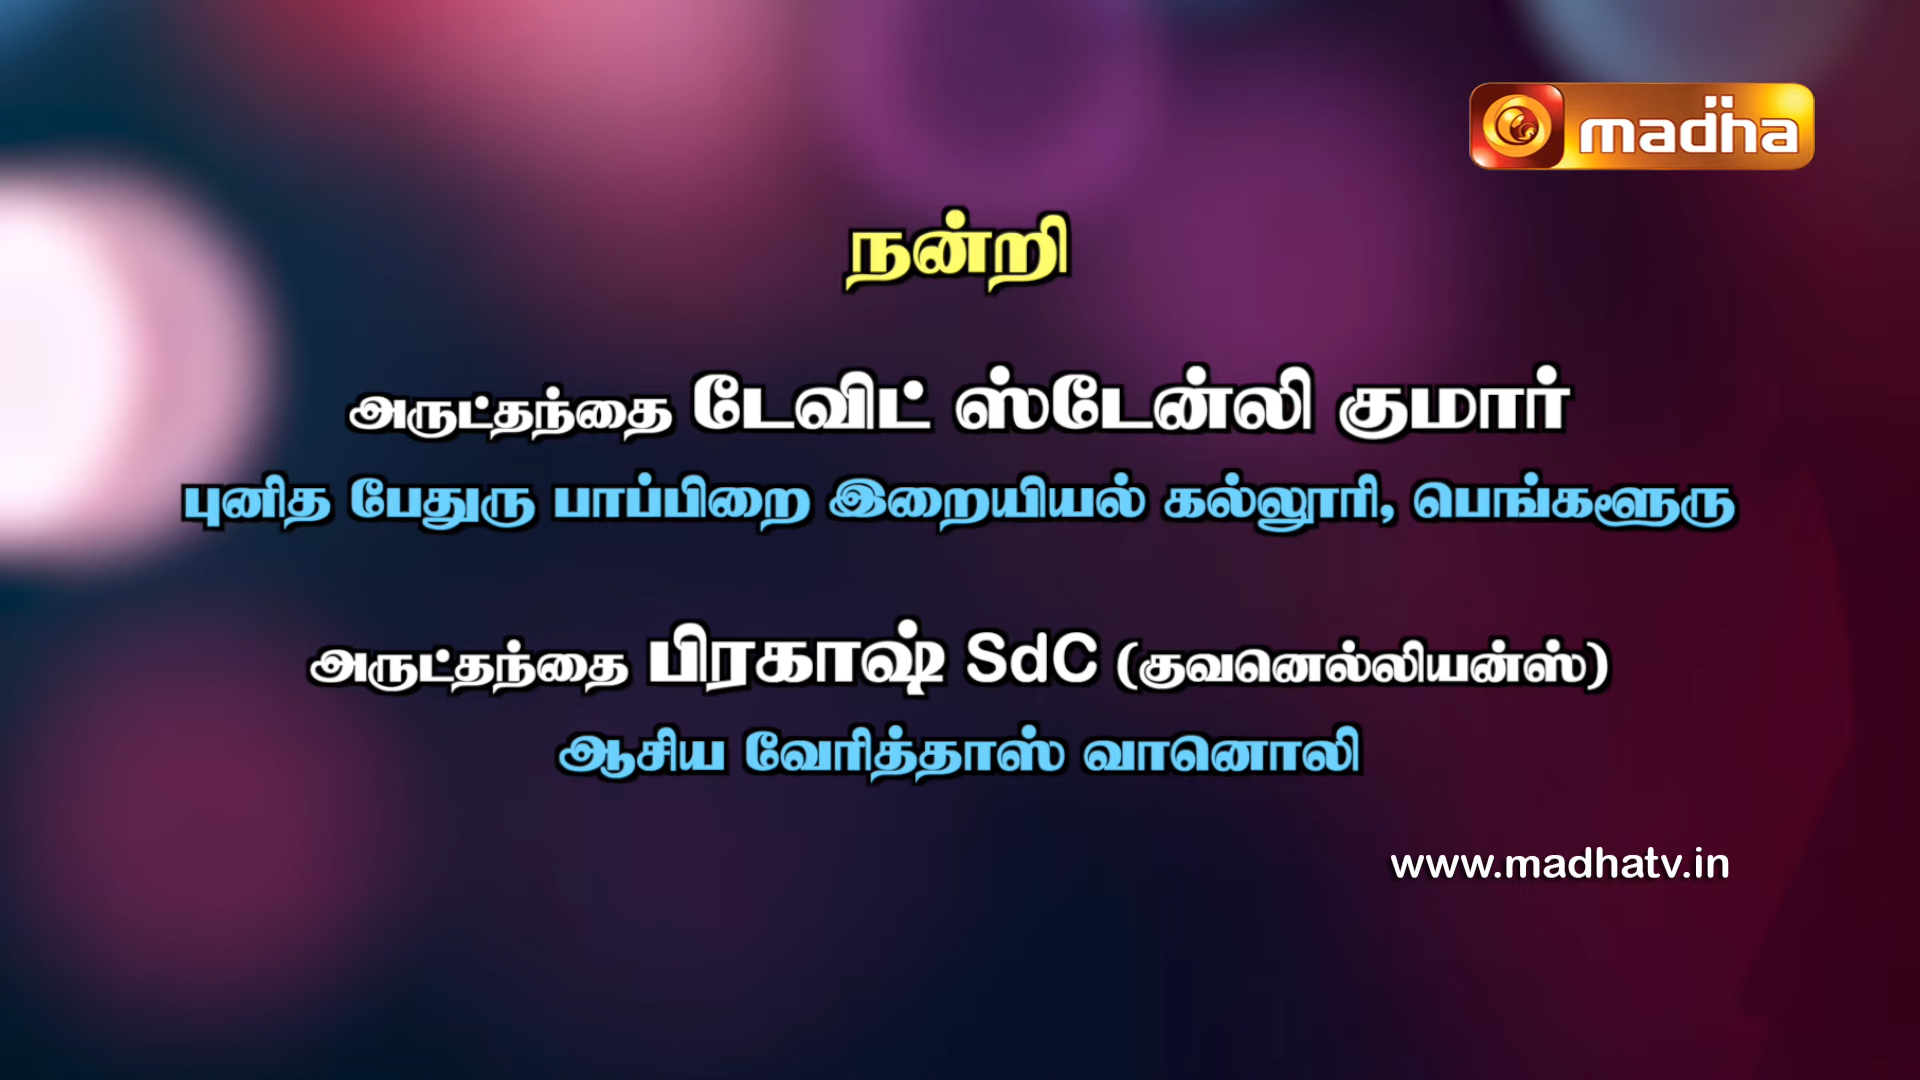 madha
நன்றி
அருட்தந்தை டேவிட் ஸ்டேன்லி குமார்
புனித பேதுரு பாப்பிறை இறையியல் கல்லூரி, பெங்களூரு
அருட்தந்தை பிரகாஷ் SdC (குவனெல்லியன்ஸ்)
ஆசிய வேரித்தாஸ் வானொலி
www.madhatv.in